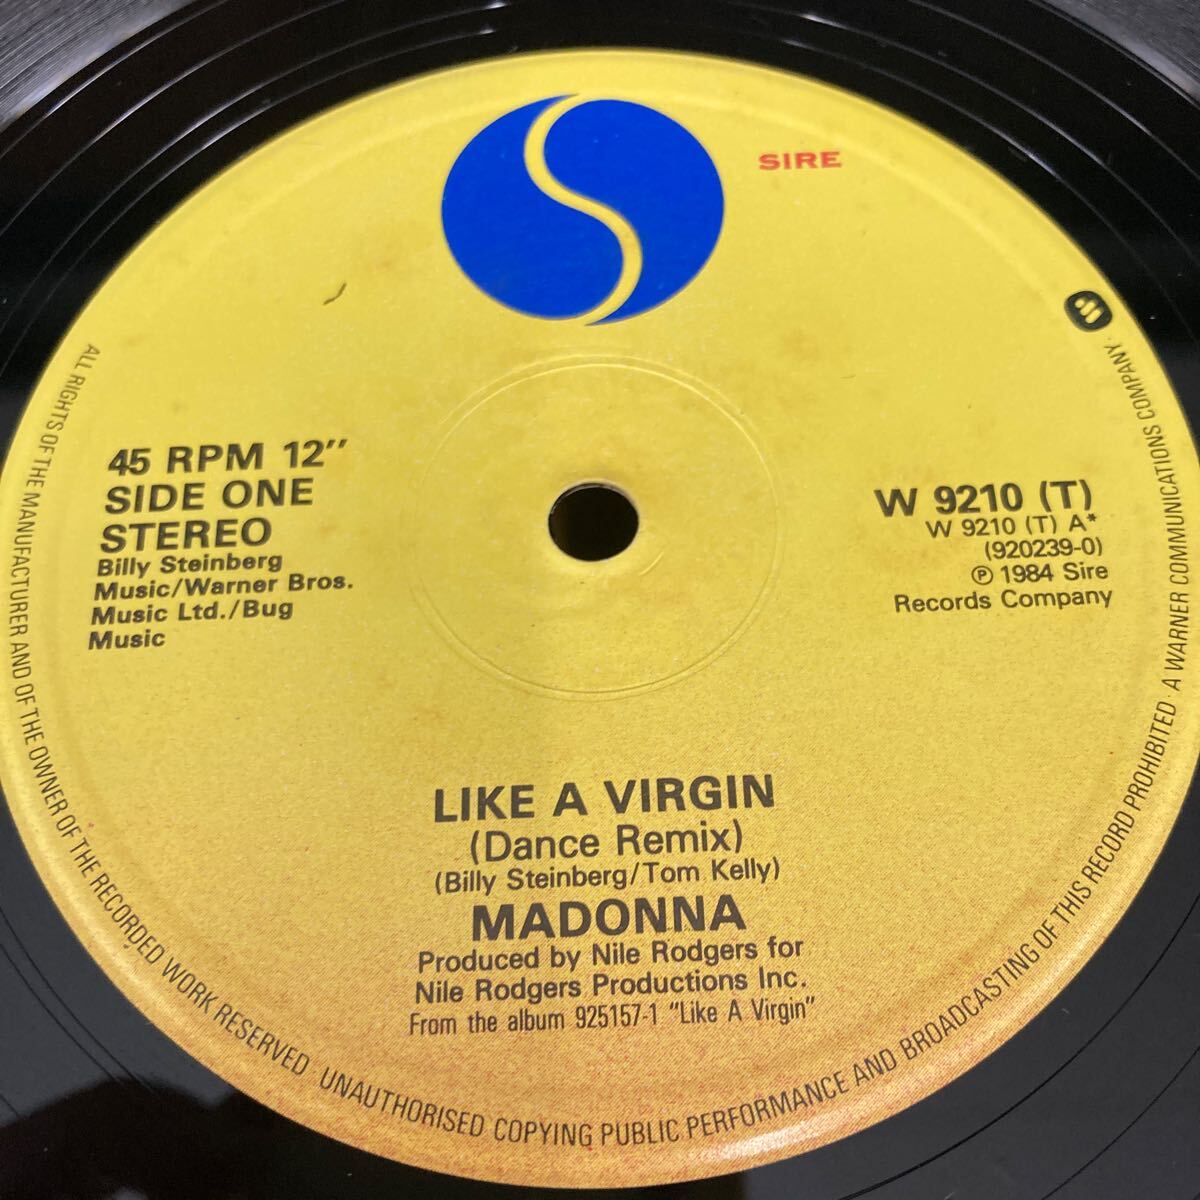 SIRE
45 RPM 12″
SIDE ONE
STEREO
Billy Steinberg
Music/Warner Bros.
Music Ltd./Bug
Music
W 9210 (T)
W 9210 (T) A*
(920239-0)
℗ 1984 Sire
Records Company
LIKE A VIRGIN
(Dance Remix)
(Billy Steinberg/Tom Kelly)
MADONNA
Produced by Nile Rodgers for
Nile Rodgers Productions Inc.
From the album 925157-1 "Like A Virgin"
ALL RIGHTS OF THE MANUFACTURER AND OF THE OWNER OF THE RECORDED WORK RESERVED · UNAUTHORISED COPYING PUBLIC PERFORMANCE AND BROADCASTING OF THIS RECORD PROHIBITED · A WARNER COMMUNICATIONS COMPANY ·